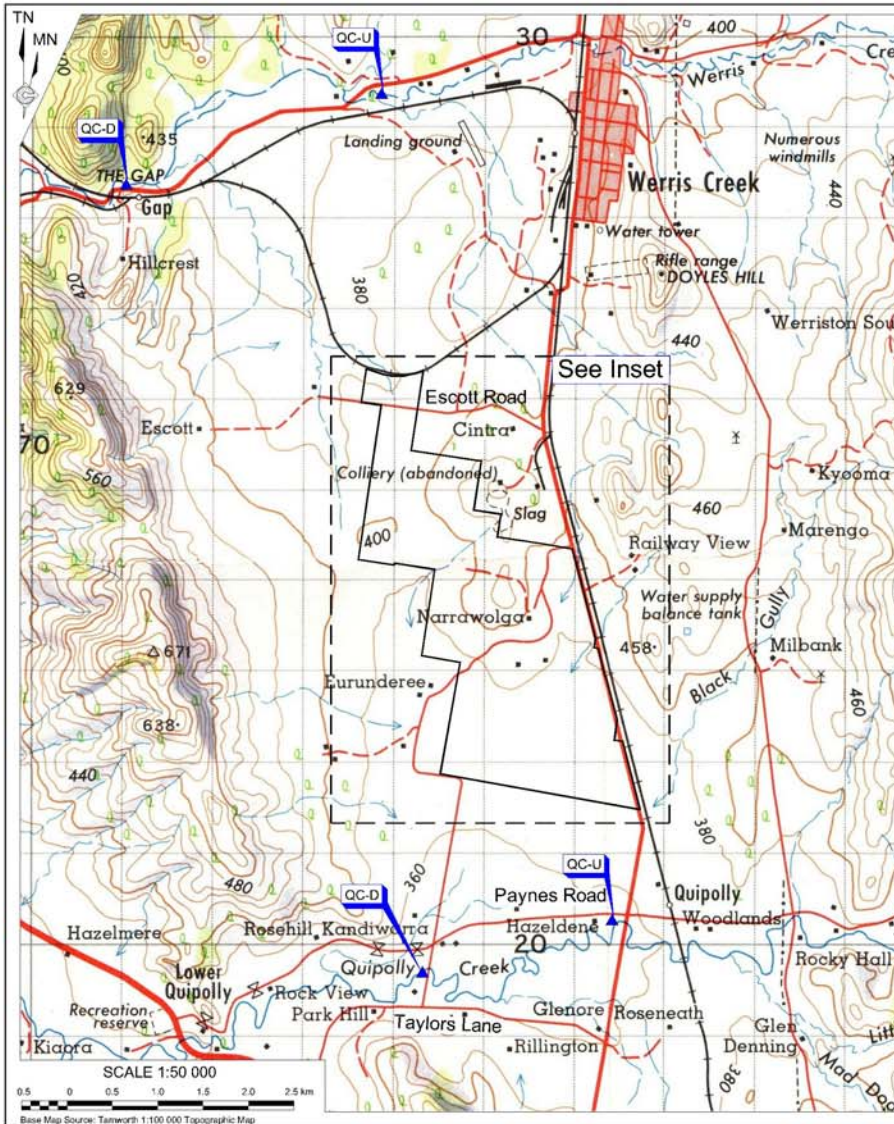 TN
MN
QC-U
30
400
Werris
Cre
QC-D
435
THE GAP
Gap
Landing ground
Numerous
windmills
440
Werris Creek
Water tower
Rifle range
DOYLES HILL
Hillcrest
420
380
440
Werriston Sou
629
See Inset
Escott Road
Escott
Cintra
70
560
Colliery (abandoned)
Slag
460
Kyooma
400
Marengo
Railway View
Water supply
balance tank
Gully
Narrawolga
671
458
Milbank
Eurunderee
Black
638
460
440
380
480
360
QC-D
QC-U
Paynes Road
Quipolly
Hazelmere
Rosehill
Kandiwarra
Hazeldene
Woodlands
20
Lower
Quipolly
Quipolly
Creek
Rocky Hall
Rock View
Recreation
reserve
Park Hill
Glenore
Roseneath
Taylors Lane
Glen
Denning
Litt
Kiaora
Rillington
Mad
Dog
380
SCALE 1:50 000
0.5 0 0.5 1.0 1.5 2.0 2.5 km
Base Map Source: Tamworth 1:100 000 Topographic Map